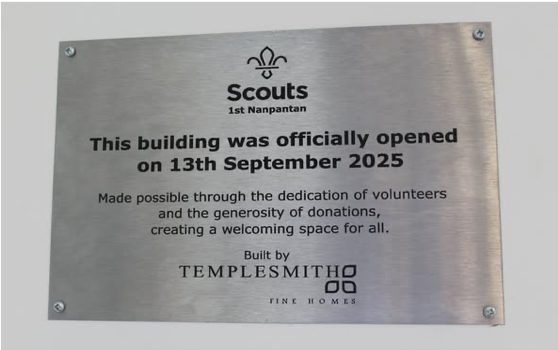 Scouts
1st Nanpantan
This building was officially opened
on 13th September 2025
Made possible through the dedication of volunteers
and the generosity of donations,
creating a welcoming space for all.
Built by
TEMPLESMITH
FINE HOMES